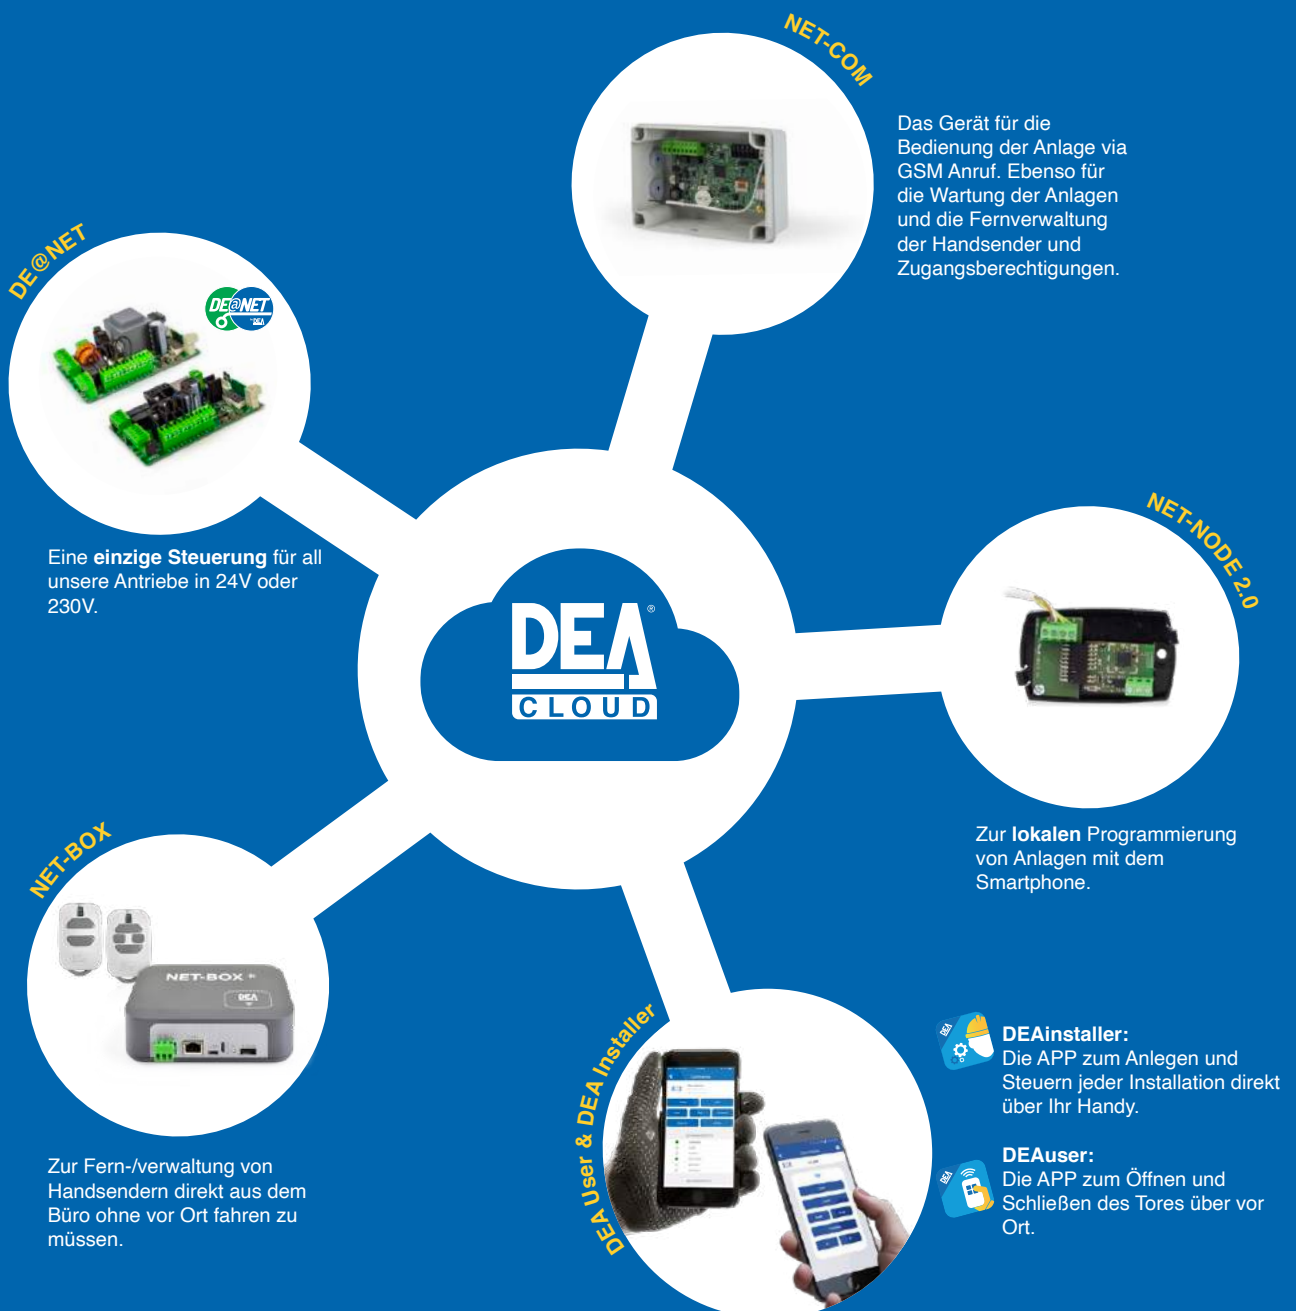 NET-COM
Das Gerät für die
Bedienung der Anlage via
GSM Anruf. Ebenso für
die Wartung der Anlagen
und die Fernverwaltung
der Handsender und
Zugangsberechtigungen.
DE@NET
DE@NET
DEA
Eine einzige Steuerung für all
unsere Antriebe in 24V oder
230V.
DEA®
CLOUD
NET-NODE 2.0
Zur lokalen Programmierung
von Anlagen mit dem
Smartphone.
NET-BOX
NET-BOX
DEA
Zur Fern-/verwaltung von
Handsendern direkt aus dem
Büro ohne vor Ort fahren zu
müssen.
DEA User & DEA Installer
DEA
DEAinstaller:
Die APP zum Anlegen und
Steuern jeder Installation direkt
über Ihr Handy.
DEA
DEAuser:
Die APP zum Öffnen und
Schließen des Tores über vor
Ort.